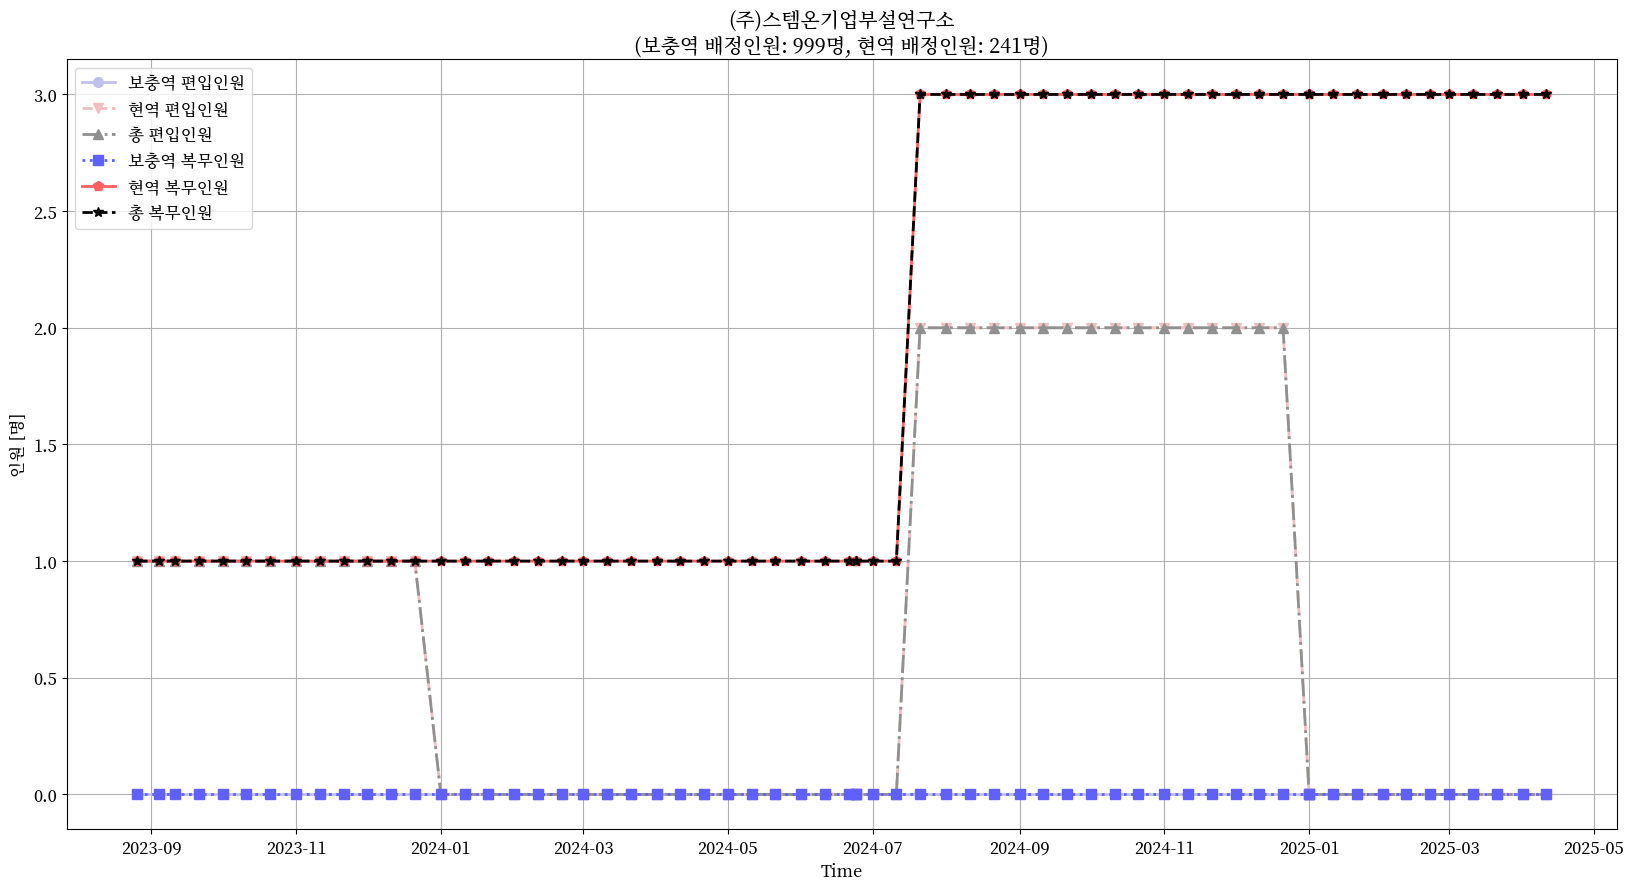 (주)스템온기업부설연구소
(보충역 배정인원: 999명, 현역 배정인원: 241명)
보충역 편입인원
현역 편입인원
총 편입인원
보충역 복무인원
현역 복무인원
총 복무인원
3.0
2.5
2.0
1.5
1.0
0.5
0.0
인원 [명]
2023-09 2023-11 2024-01 2024-03 2024-05 2024-07 2024-09 2024-11 2025-01 2025-03 2025-05
Time